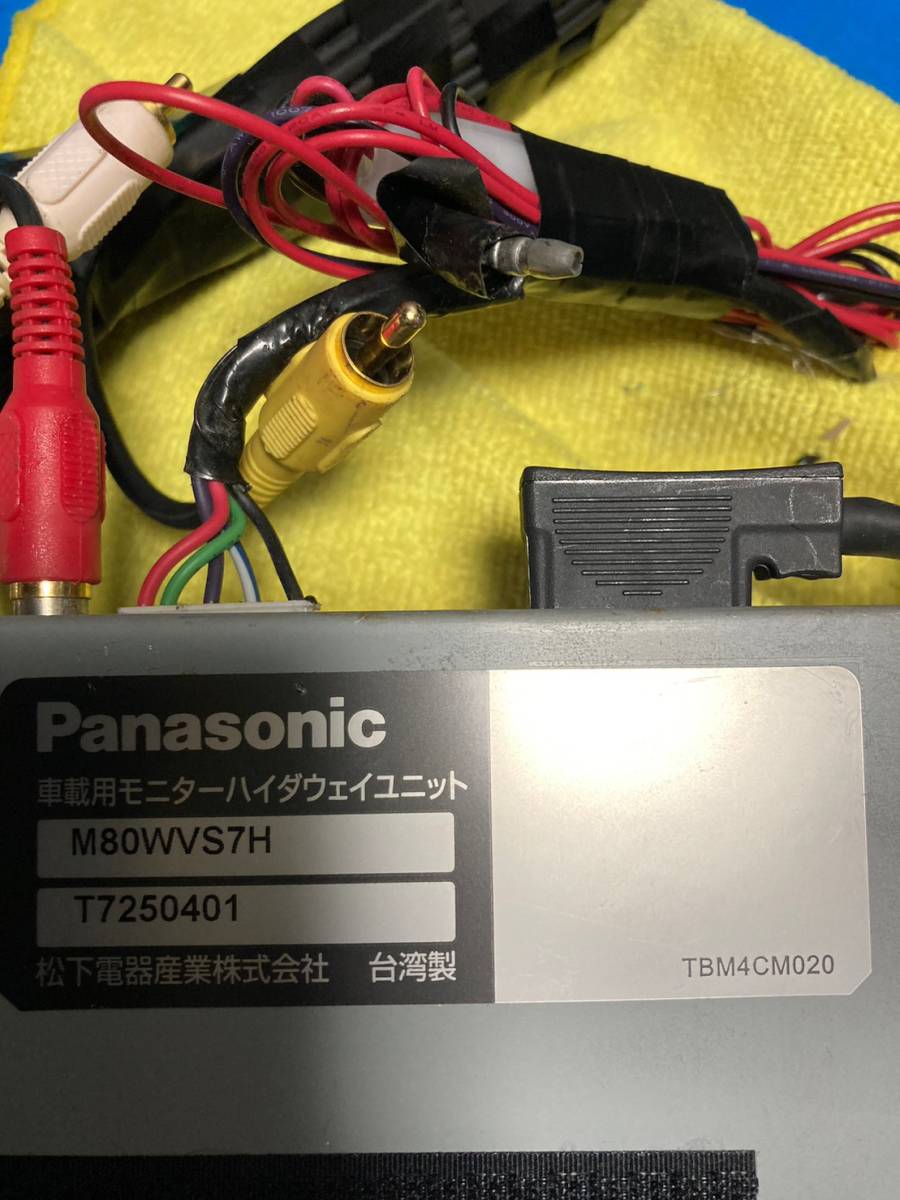 Panasonic
車載用モニターハイダウェイユニット
M80WVS7H
T7250401
松下電器産業株式会社 台湾製
TBM4CM020